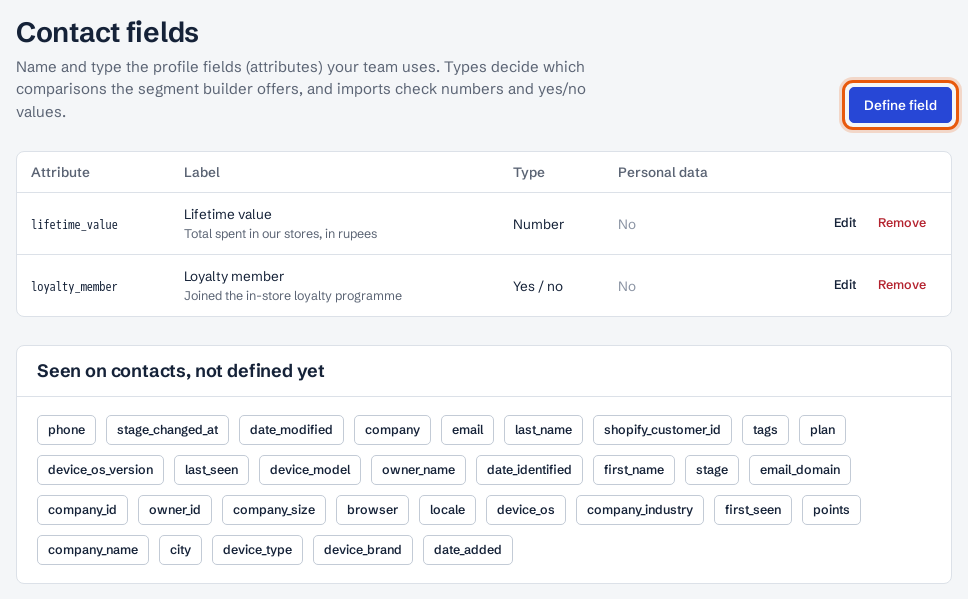 Contact fields
Name and type the profile fields (attributes) your team uses. Types decide which
comparisons the segment builder offers, and imports check numbers and yes/no
values.
Define field
Attribute Label Type Personal data
lifetime_value Lifetime value Number No Edit Remove
Total spent in our stores, in rupees
loyalty_member Loyalty member Yes / no No Edit Remove
Joined the in-store loyalty programme
Seen on contacts, not defined yet
phone stage_changed_at date_modified company email last_name shopify_customer_id tags plan
device_os_version last_seen device_model owner_name date_identified first_name stage email_domain
company_id owner_id company_size browser locale device_os company_industry first_seen points
company_name city device_type device_brand date_added